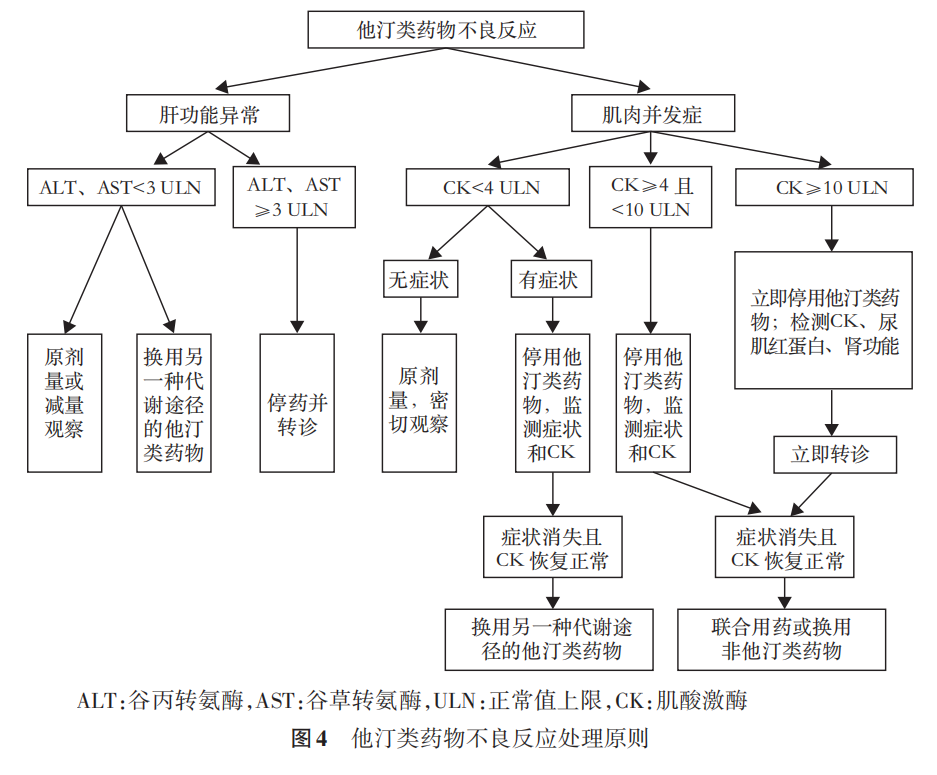 他汀类药物不良反应
肝功能异常
肌肉并发症
ALT、AST<3 ULN
ALT、AST
⩾3 ULN
CK<4 ULN
CK⩾4 且
<10 ULN
CK⩾10 ULN
无症状
有症状
立即停用他汀类药
物；检测CK、尿
肌红蛋白、肾功能
原剂
量或
减量
观察
换用另
一种代
谢途径
的他汀
类药物
停药并
转诊
原剂
量，密
切观察
停用他
汀类药
物，监
测症状
和CK
停用他
汀类药
物，监
测症状
和CK
立即转诊
症状消失且
CK 恢复正常
症状消失且
CK 恢复正常
换用另一种代谢途
径的他汀类药物
联合用药或换用
非他汀类药物
ALT:谷丙转氨酶,AST:谷草转氨酶,ULN:正常值上限,CK:肌酸激酶
图4 他汀类药物不良反应处理原则